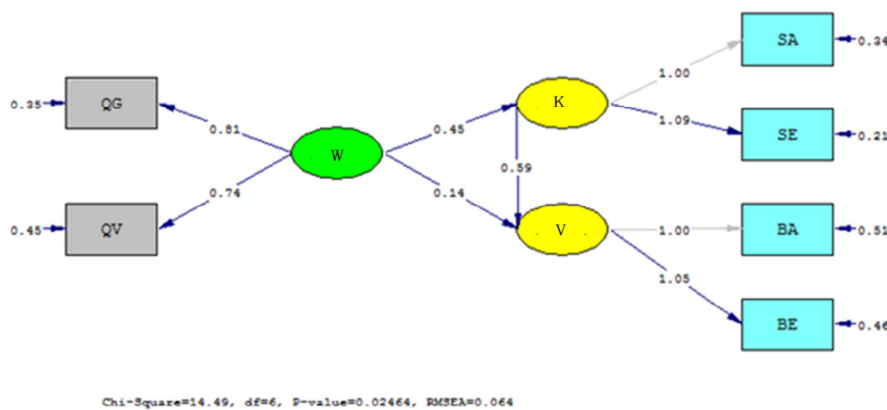 SA
0.34
1.00
0.35
QG
K
0.81
0.45
1.09
SE
0.21
W
0.59
0.74
0.14
0.45
QV
V
1.00
BA
0.51
1.05
BE
0.46
Chi-Square=14.49, df=6, P-value=0.02464, RMSEA=0.064